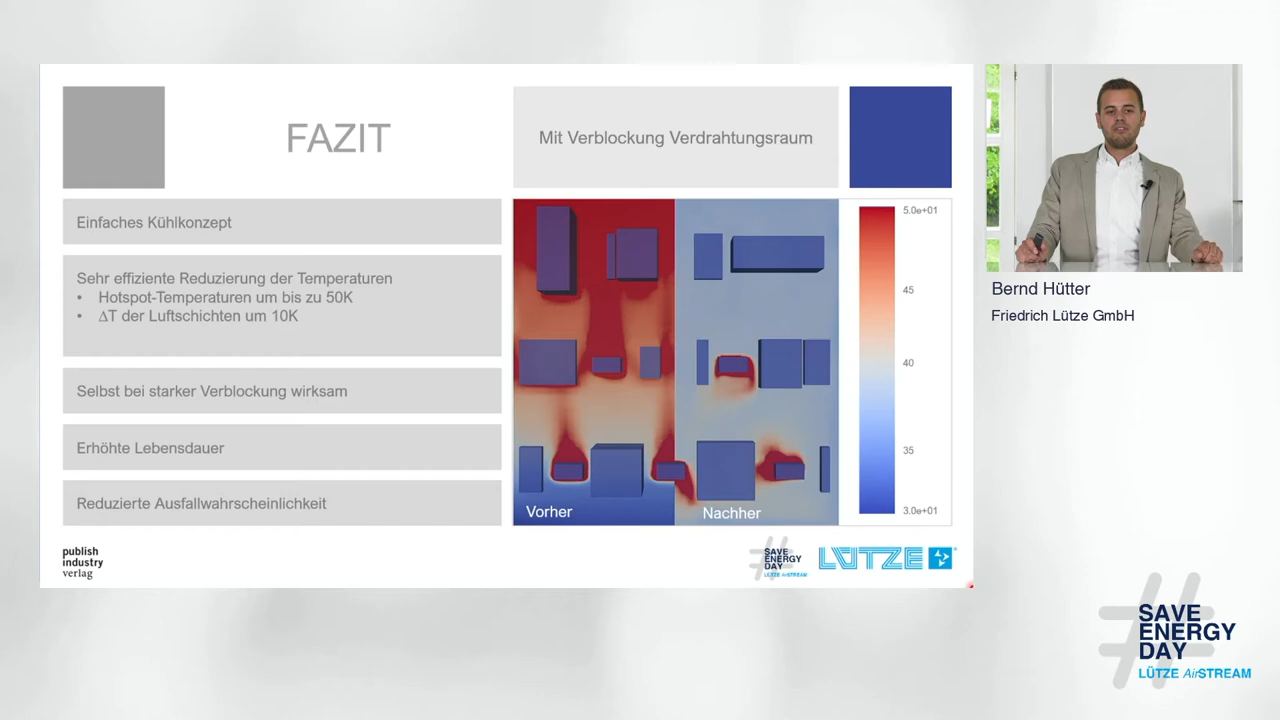 FAZIT
Mit Verblockung Verdrahtungsraum
Einfaches Kühlkonzept
Sehr effiziente Reduzierung der Temperaturen
• Hotspot-Temperaturen um bis zu 50K
• ΔT der Luftschichten um 10K
Selbst bei starker Verblockung wirksam
Erhöhte Lebensdauer
Reduzierte Ausfallwahrscheinlichkeit
Vorher
Nachher
5.0e+01
45
40
35
3.0e+01
publish
industry
verlag
#
SAVE
ENERGY
DAY
LÜTZE AirSTREAM
LÜTZE
Bernd Hütter
Friedrich Lütze GmbH
#
SAVE
ENERGY
DAY
LÜTZE AirSTREAM